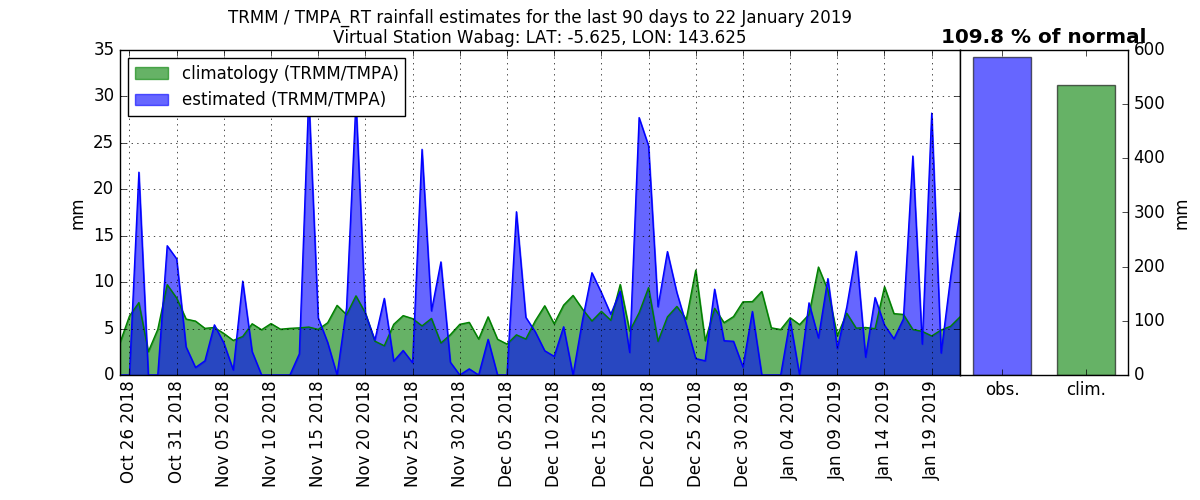 TRMM / TMPA_RT rainfall estimates for the last 90 days to 22 January 2019
Virtual Station Wabag: LAT: -5.625, LON: 143.625
109.8 % of normal
climatology (TRMM/TMPA)
estimated (TRMM/TMPA)
mm
35
30
25
20
15
10
5
0
Oct 26 2018
Oct 31 2018
Nov 05 2018
Nov 10 2018
Nov 15 2018
Nov 20 2018
Nov 25 2018
Nov 30 2018
Dec 05 2018
Dec 10 2018
Dec 15 2018
Dec 20 2018
Dec 25 2018
Dec 30 2018
Jan 04 2019
Jan 09 2019
Jan 14 2019
Jan 19 2019
600
500
400
300
200
100
0
mm
obs.
clim.